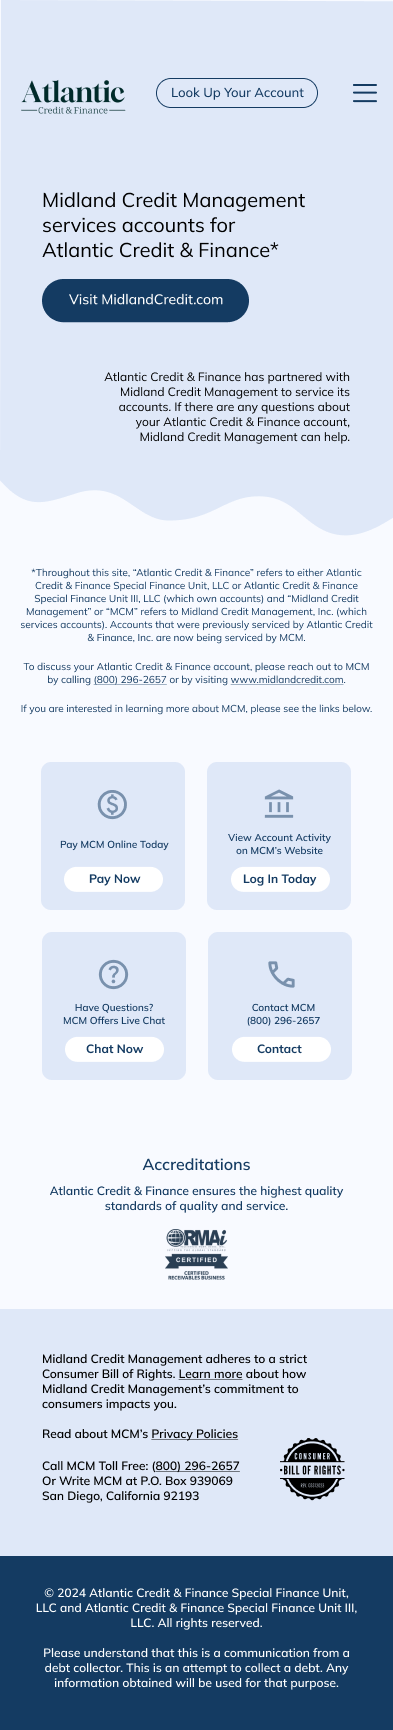 Atlantic
Credit & Finance
Look Up Your Account
Midland Credit Management
services accounts for
Atlantic Credit & Finance*
Visit MidlandCredit.com
Atlantic Credit & Finance has partnered with
Midland Credit Management to service its
accounts. If there are any questions about
your Atlantic Credit & Finance account,
Midland Credit Management can help.
*Throughout this site, “Atlantic Credit & Finance” refers to either Atlantic
Credit & Finance Special Finance Unit, LLC or Atlantic Credit & Finance
Special Finance Unit III, LLC (which own accounts) and “Midland Credit
Management” or “MCM” refers to Midland Credit Management, Inc. (which
services accounts). Accounts that were previously serviced by Atlantic Credit
& Finance, Inc. are now being serviced by MCM.
To discuss your Atlantic Credit & Finance account, please reach out to MCM
by calling (800) 296-2657 or by visiting www.midlandcredit.com.
If you are interested in learning more about MCM, please see the links below.
Pay MCM Online Today
Pay Now
View Account Activity
on MCM’s Website
Log In Today
Have Questions?
MCM Offers Live Chat
Chat Now
Contact MCM
(800) 296-2657
Contact
Accreditations
Atlantic Credit & Finance ensures the highest quality
standards of quality and service.
RMAi
CERTIFIED
CERTIFIED
RECEIVABLES BUSINESS
Midland Credit Management adheres to a strict
Consumer Bill of Rights. Learn more about how
Midland Credit Management’s commitment to
consumers impacts you.
Read about MCM’s Privacy Policies
Call MCM Toll Free: (800) 296-2657
Or Write MCM at P.O. Box 939069
San Diego, California 92193
CONSUMER
BILL OF RIGHTS
© 2024 Atlantic Credit & Finance Special Finance Unit,
LLC and Atlantic Credit & Finance Special Finance Unit III,
LLC. All rights reserved.
Please understand that this is a communication from a
debt collector. This is an attempt to collect a debt. Any
information obtained will be used for that purpose.